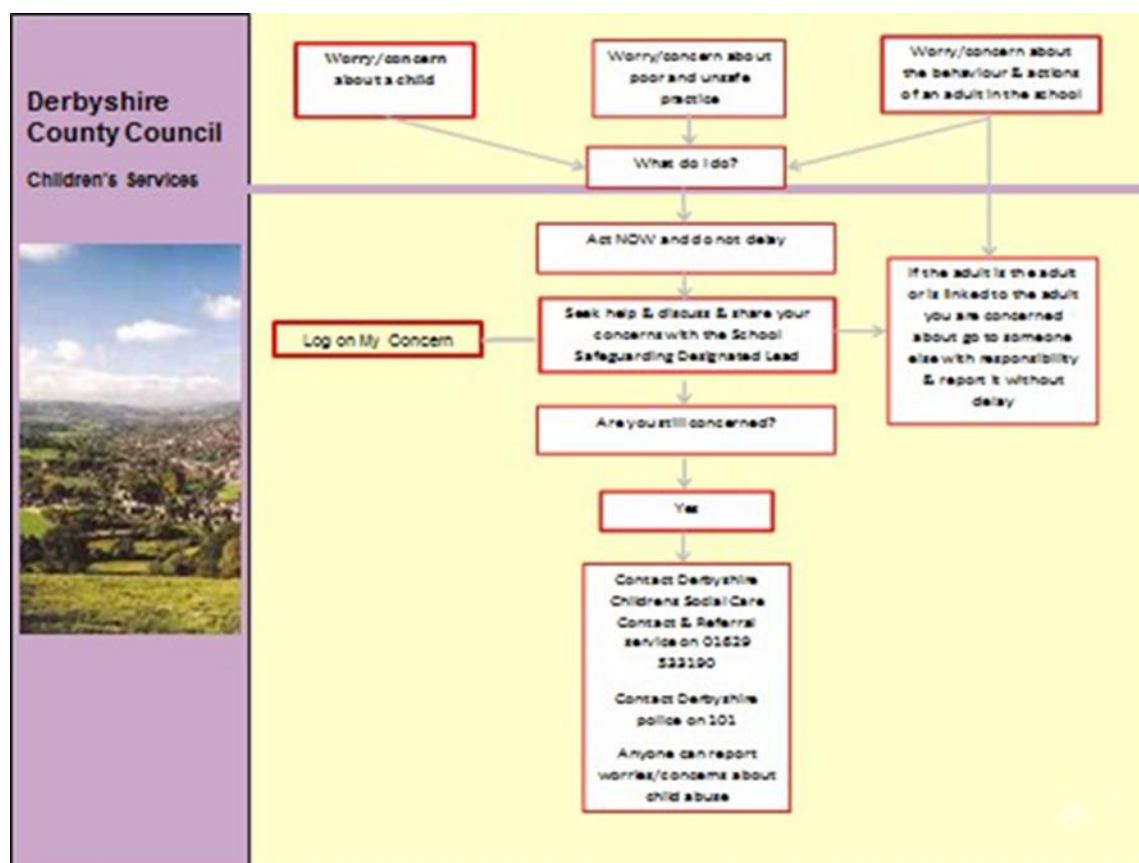 Derbyshire
County Council
Children's Services
Worry/concern
about a child
Worry/concern about
poor and unsafe
practice
Worry/concern about
the behaviour & actions
of an adult in the school
What do I do?
Act NOW and do not delay
Seek help & discuss & share your
concerns with the School
Safeguarding Designated Lead
Log on My Concern
If the adult is the adult
or is linked to the adult
you are concerned
about go to someone
else with responsibility
& report it without
delay
Are you still concerned?
Yes
Contact Derbyshire
Childrens Social Care
Contact & Referral
service on 01629
533190
Contact Derbyshire
police on 101
Anyone can report
worries/concerns about
child abuse